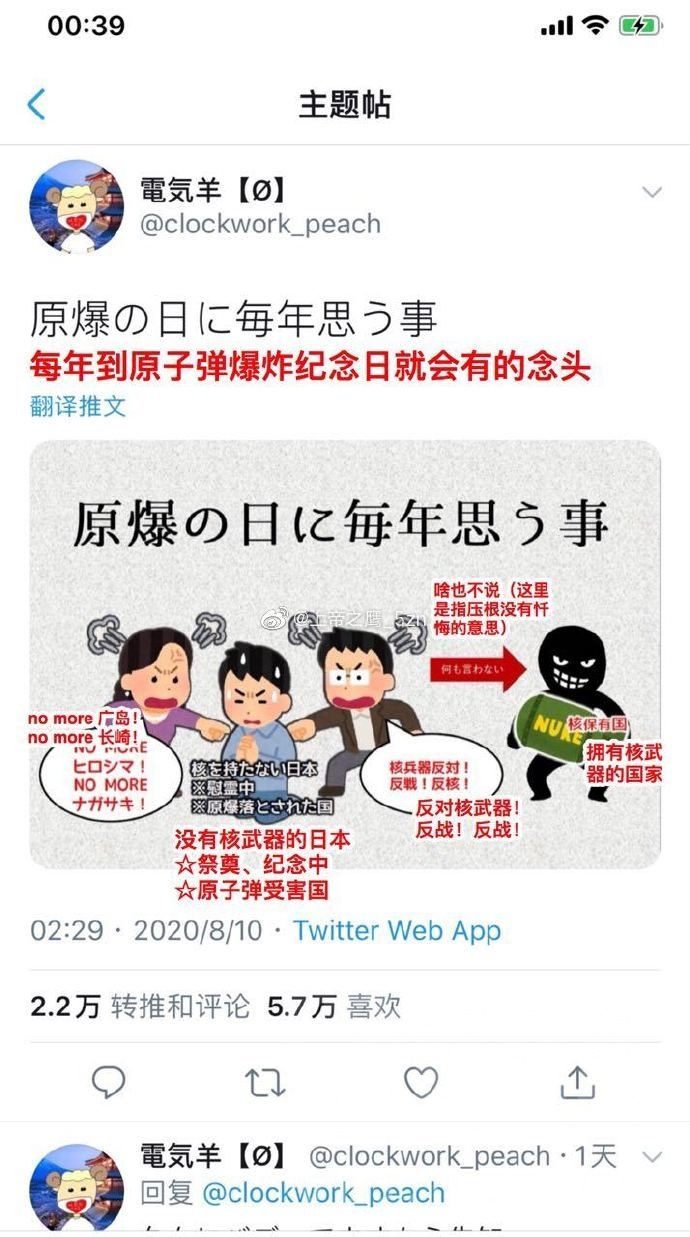 00:39
主题帖
電気羊【Ø】
@clockwork_peach
原爆の日に毎年思う事
每年到原子弹爆炸纪念日就会有的念头
翻译推文
原爆の日に毎年思う事
啥也不说（这里
是指压根没有忏
悔的意思）
@上帝之鹰_5zn
何も言わない
no more 广岛！
no more 长崎！
NO MORE
ヒロシマ！
NO MORE
ナガサキ！
核を持たない日本
※慰霊中
※原爆落とされた国
核兵器反対！
反戦！反核！
NUKE
核保有国
拥有核武
器的国家
反对核武器！
反战！反战！
没有核武器的日本
☆祭奠、纪念中
☆原子弹受害国
02:29 · 2020/8/10 · Twitter Web App
2.2万 转推和评论 5.7万 喜欢
電気羊【Ø】 @clockwork_peach · 1天
回复 @clockwork_peach